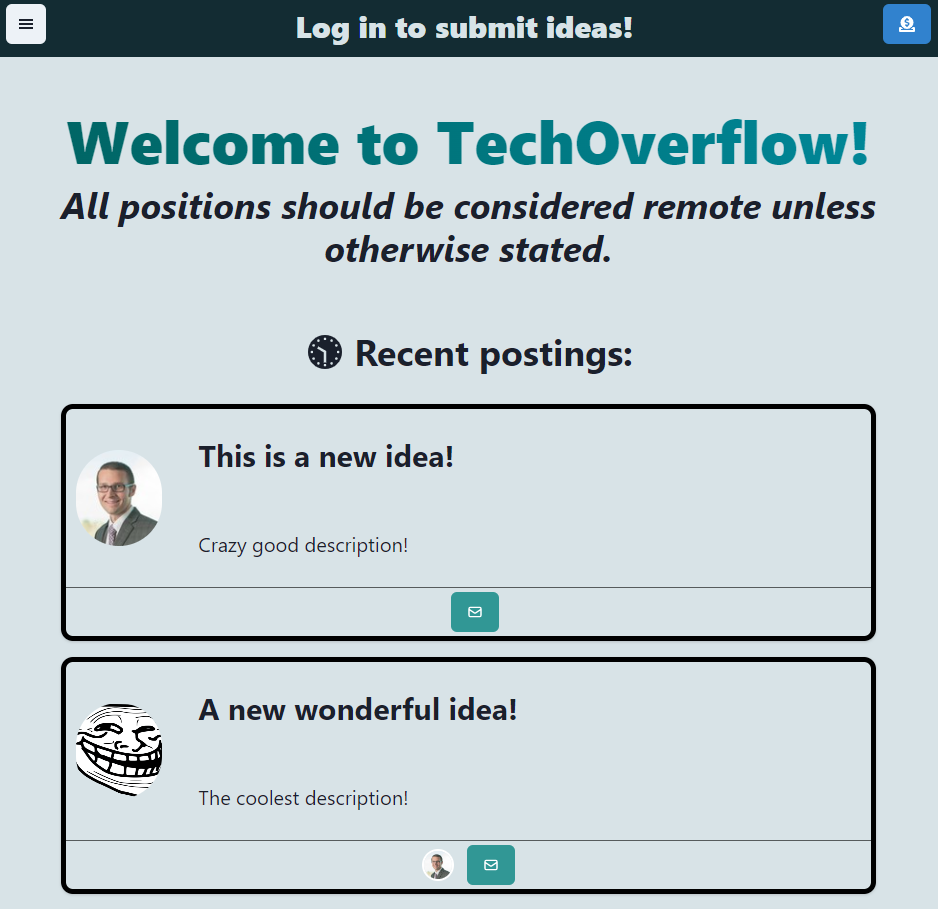 Log in to submit ideas!
Welcome to TechOverflow!
All positions should be considered remote unless
otherwise stated.
Recent postings:
This is a new idea!
Crazy good description!
A new wonderful idea!
The coolest description!